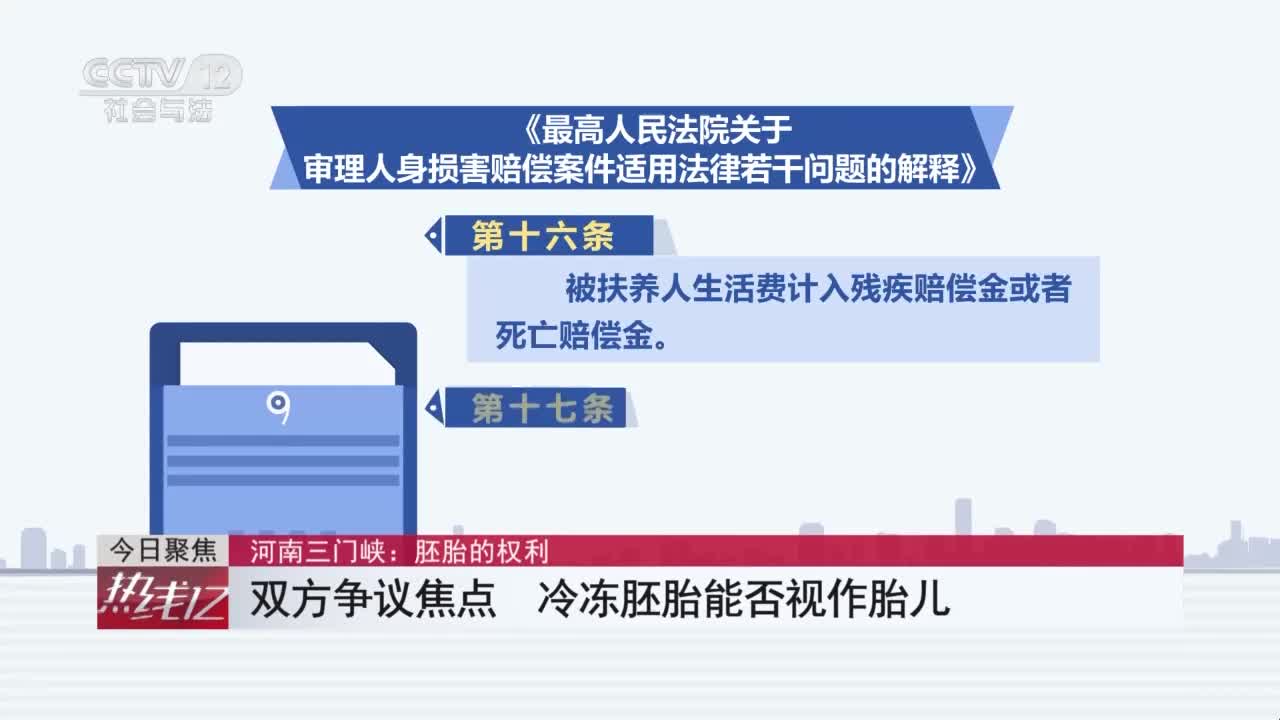 CCTV 12
社会与法
《最高人民法院关于
审理人身损害赔偿案件适用法律若干问题的解释》
第十六条
被扶养人生活费计入残疾赔偿金或者
死亡赔偿金。
第十七条
今日聚焦
河南三门峡：胚胎的权利
热线12
双方争议焦点 冷冻胚胎能否视作胎儿